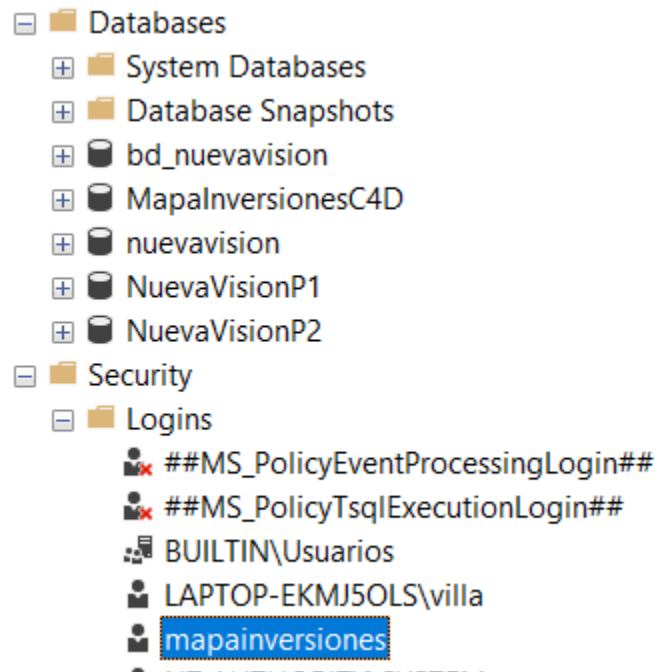 Databases
System Databases
Database Snapshots
bd_nuevavision
MapaInversionesC4D
nuevavision
NuevaVisionP1
NuevaVisionP2
Security
Logins
##MS_PolicyEventProcessingLogin##
##MS_PolicyTsqlExecutionLogin##
BUILTIN\Usuarios
LAPTOP-EKMJ5OLS\villa
mapainversiones